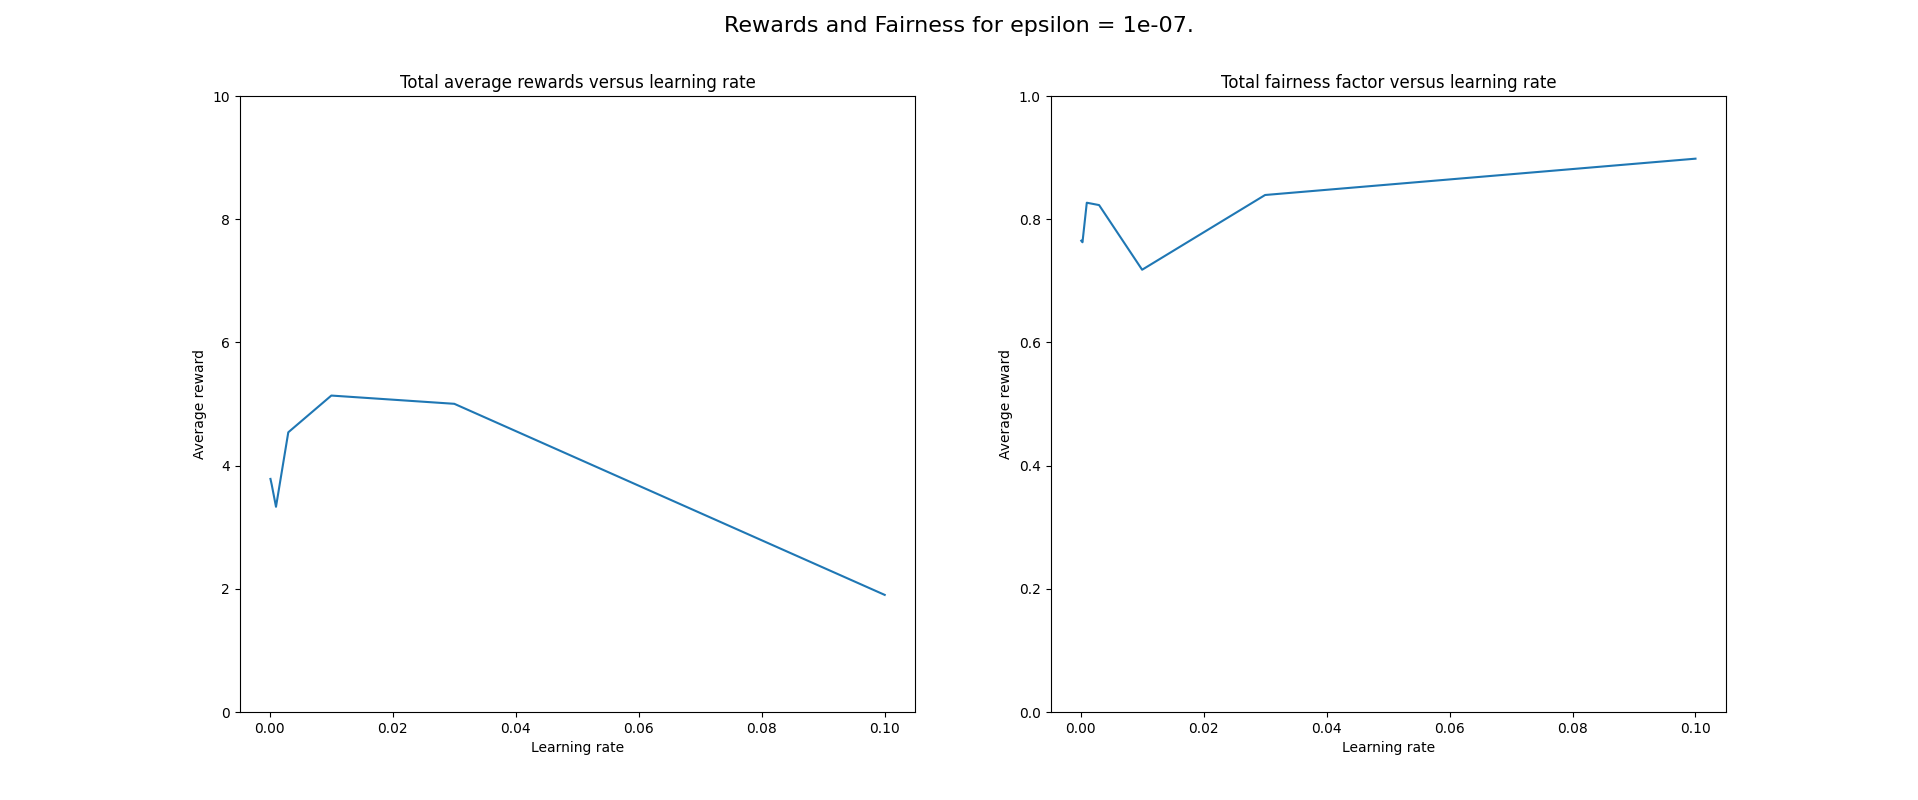 Rewards and Fairness for epsilon = 1e-07.
Total average rewards versus learning rate
10
8
6
4
2
0
Average reward
0.00 0.02 0.04 0.06 0.08 0.10
Learning rate
Total fairness factor versus learning rate
1.0
0.8
0.6
0.4
0.2
0.0
Average reward
0.00 0.02 0.04 0.06 0.08 0.10
Learning rate